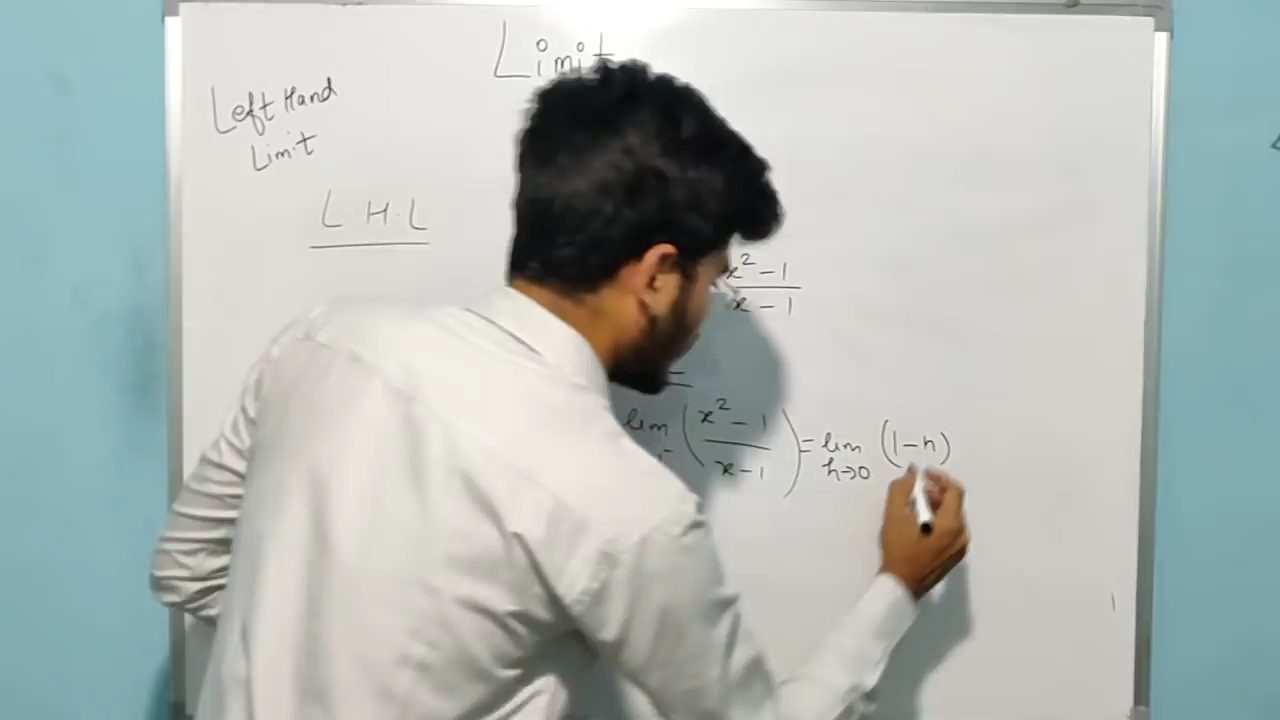 Limit
Left Hand
Limit
L.H.L
x² - 1
x - 1
=
lim (x² - 1 / x - 1) = lim (1-h)
h→0